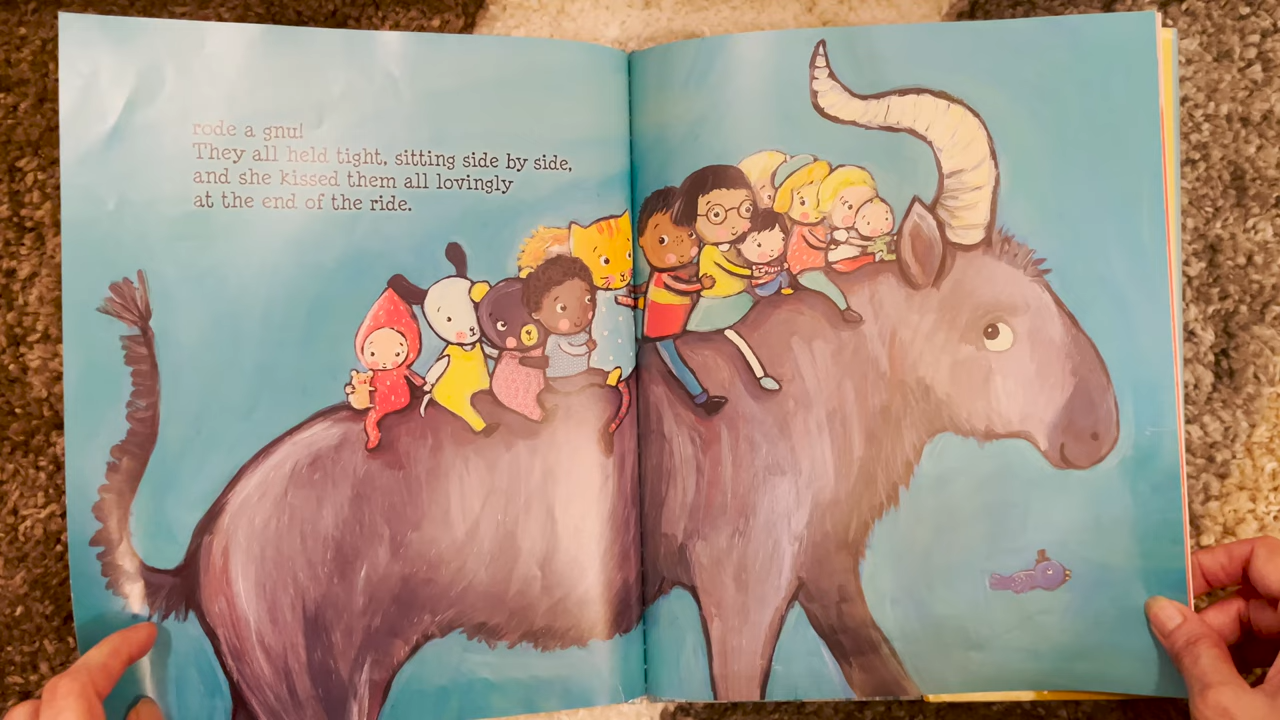 rode a gnu!
They all held tight, sitting side by side,
and she kissed them all lovingly
at the end of the ride.